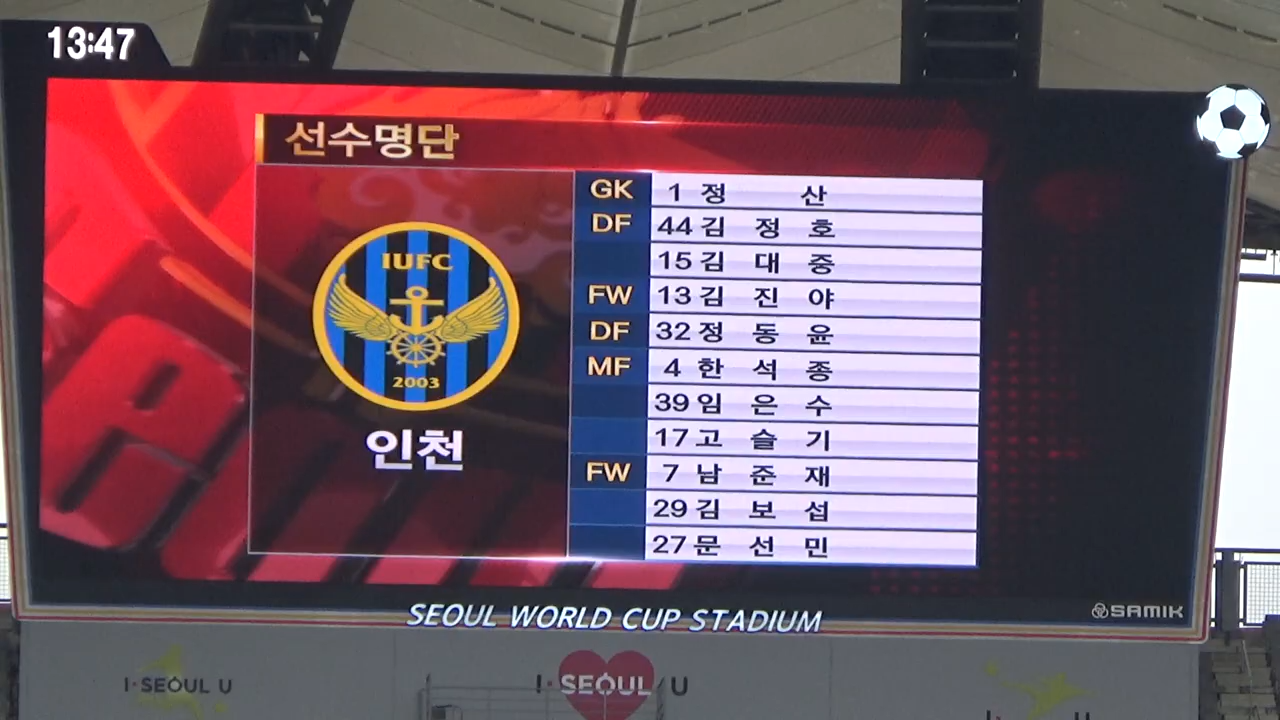 13:47
선수명단
IUFC
2003
인천
GK 1 정 산
DF 44 김 정 호
15 김 대 중
FW 13 김 진 야
DF 32 정 동 윤
MF 4 한 석 종
39 임 은 수
17 고 슬 기
FW 7 남 준 재
29 김 보 섭
27 문 선 민
SEOUL WORLD CUP STADIUM
SAMIK
I·SEOUL U
I·SEOUL U